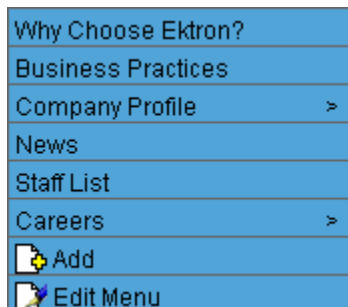 Why Choose Ektron?
Business Practices
Company Profile >
News
Staff List
Careers >
Add
Edit Menu